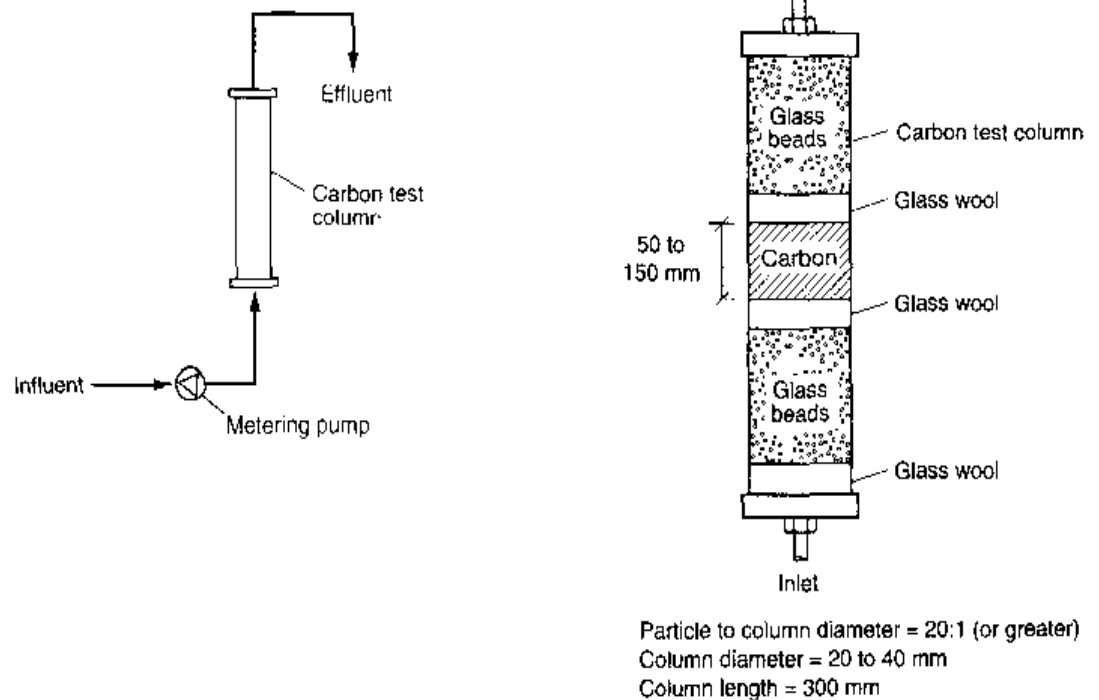 Effluent
Carbon test
column
Influent
Metering pump
Glass
beads
Carbon test column
Glass wool
50 to
150 mm
Carbon
Glass wool
Glass
beads
Glass wool
Inlet
Particle to column diameter = 20:1 (or greater)
Column diameter = 20 to 40 mm
Column length = 300 mm